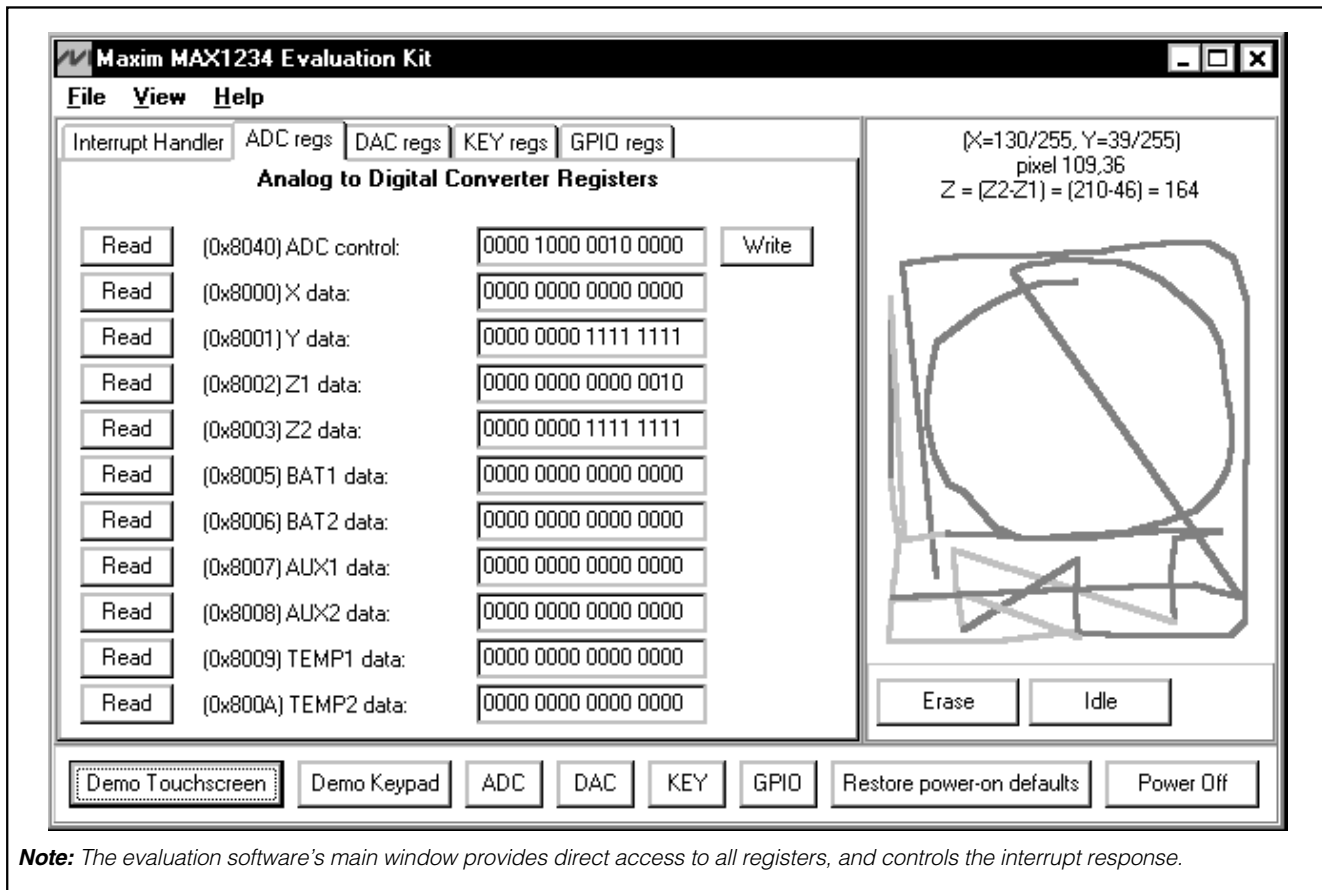 Maxim MAX1234 Evaluation Kit
File View Help
Interrupt Handler ADC regs DAC regs KEY regs GPIO regs
Analog to Digital Converter Registers
Read (0x8040) ADC control: 0000 1000 0010 0000 Write
Read (0x8000) X data: 0000 0000 0000 0000
Read (0x8001) Y data: 0000 0000 1111 1111
Read (0x8002) Z1 data: 0000 0000 0000 0010
Read (0x8003) Z2 data: 0000 0000 1111 1111
Read (0x8005) BAT1 data: 0000 0000 0000 0000
Read (0x8006) BAT2 data: 0000 0000 0000 0000
Read (0x8007) AUX1 data: 0000 0000 0000 0000
Read (0x8008) AUX2 data: 0000 0000 0000 0000
Read (0x8009) TEMP1 data: 0000 0000 0000 0000
Read (0x800A) TEMP2 data: 0000 0000 0000 0000
(X=130/255, Y=39/255)
pixel 109,36
Z = (Z2-Z1) = (210-46) = 164
Erase Idle
Demo Touchscreen Demo Keypad ADC DAC KEY GPIO Restore power-on defaults Power Off
Note: The evaluation software's main window provides direct access to all registers, and controls the interrupt response.